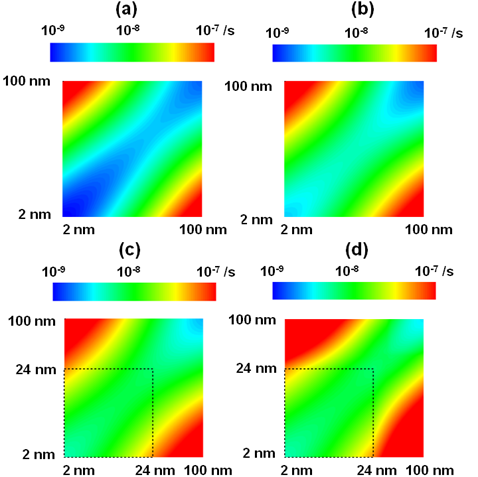 (a)
10⁻⁹ 10⁻⁸ 10⁻⁷ /s
100 nm
2 nm
2 nm 100 nm
(b)
10⁻⁹ 10⁻⁸ 10⁻⁷ /s
100 nm
2 nm
2 nm 100 nm
(c)
10⁻⁹ 10⁻⁸ 10⁻⁷ /s
100 nm
24 nm
2 nm
2 nm 24 nm 100 nm
(d)
10⁻⁹ 10⁻⁸ 10⁻⁷ /s
100 nm
24 nm
2 nm
2 nm 24 nm 100 nm